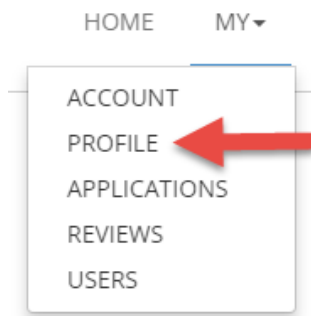 HOME MY
ACCOUNT
PROFILE
APPLICATIONS
REVIEWS
USERS